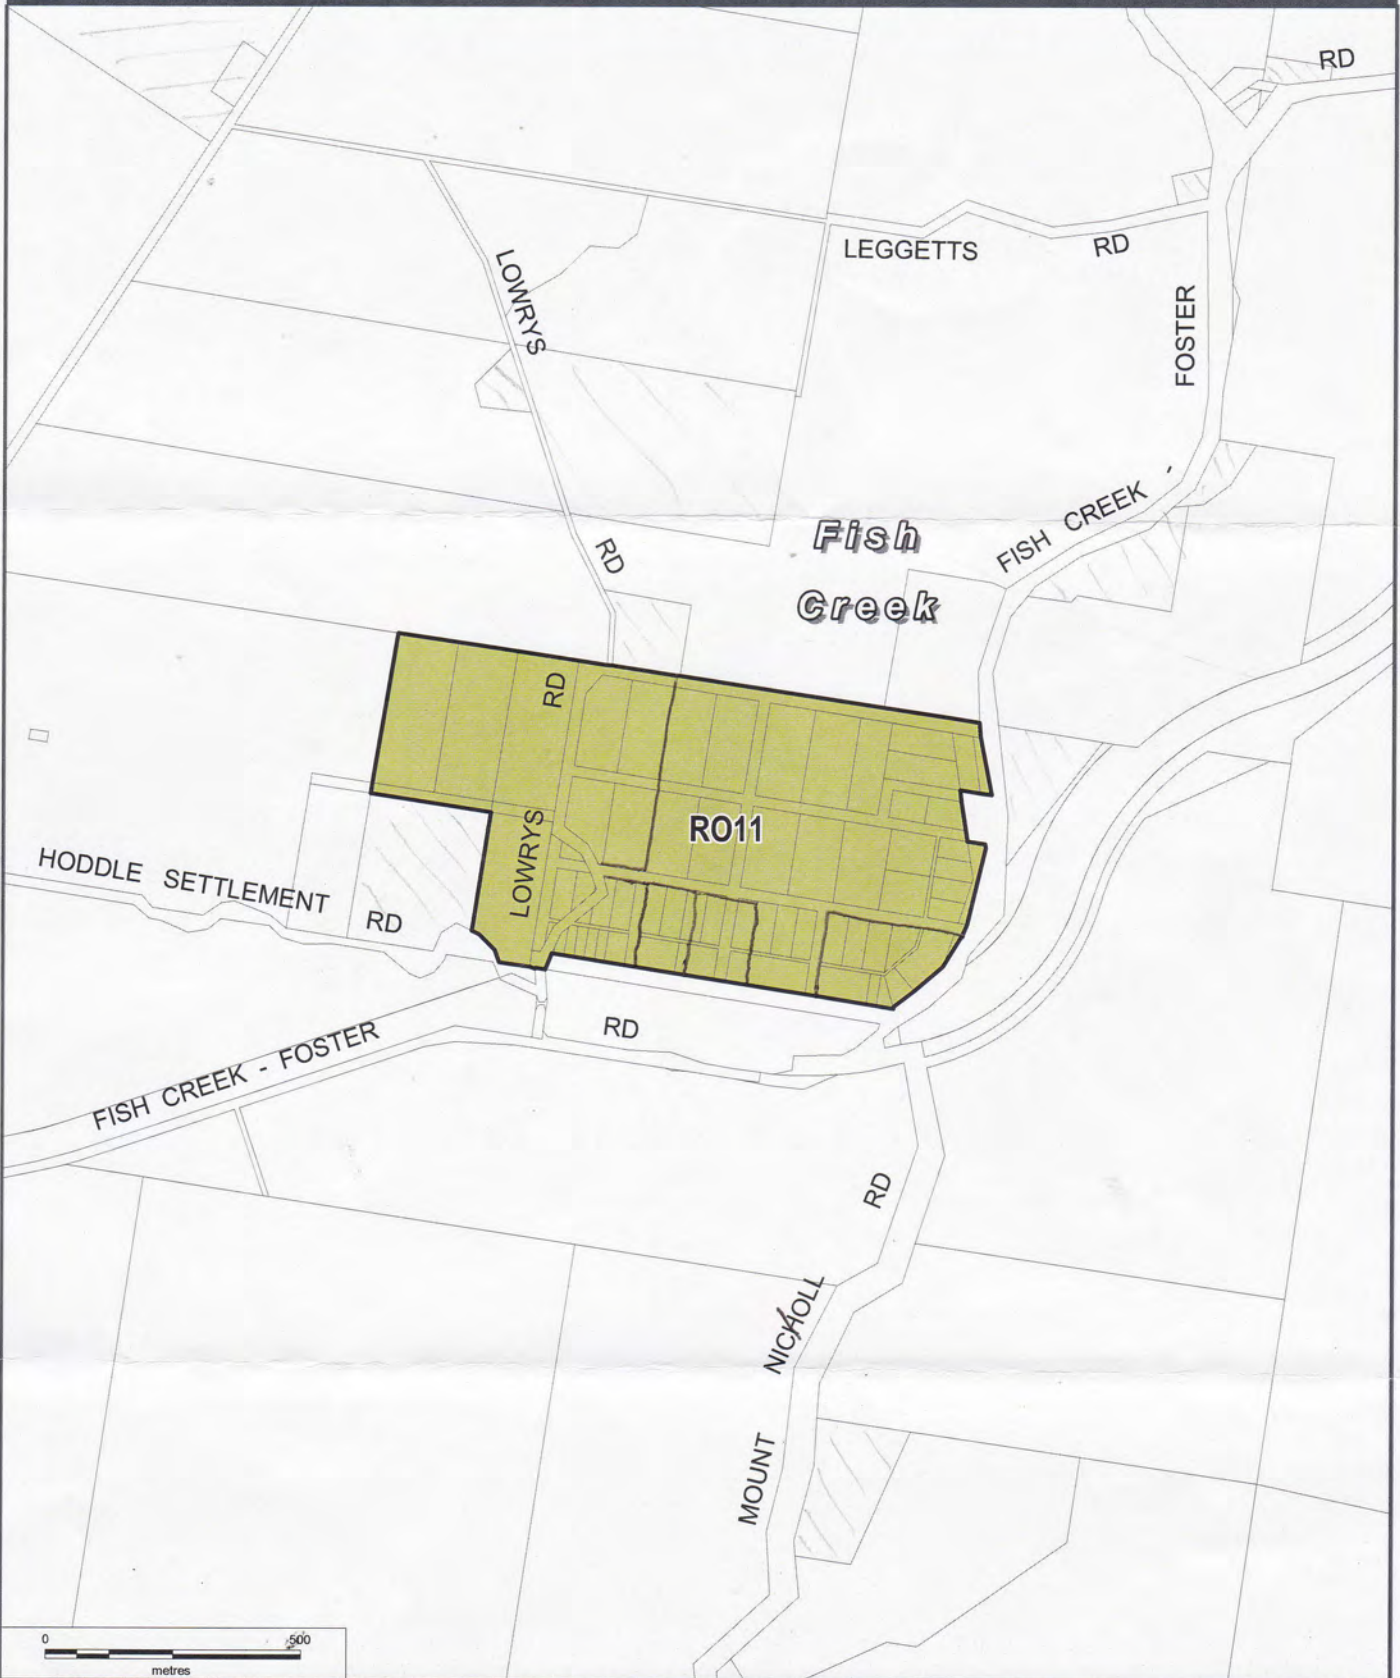 RD
LEGGETTS RD
LOWRYS
FOSTER
FISH CREEK -
RD
Fish
Creek
RD
RO11
LOWRYS
HODDLE SETTLEMENT RD
RD
FISH CREEK - FOSTER
RD
NICHOLL
MOUNT
0 500
metres